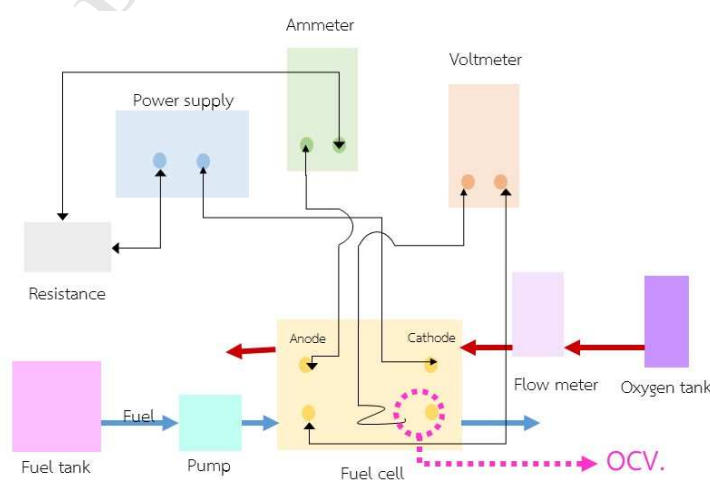 Ammeter
Voltmeter
Power supply
Resistance
Anode
Cathode
Flow meter
Oxygen tank
Fuel
Fuel tank
Pump
Fuel cell
OCV.